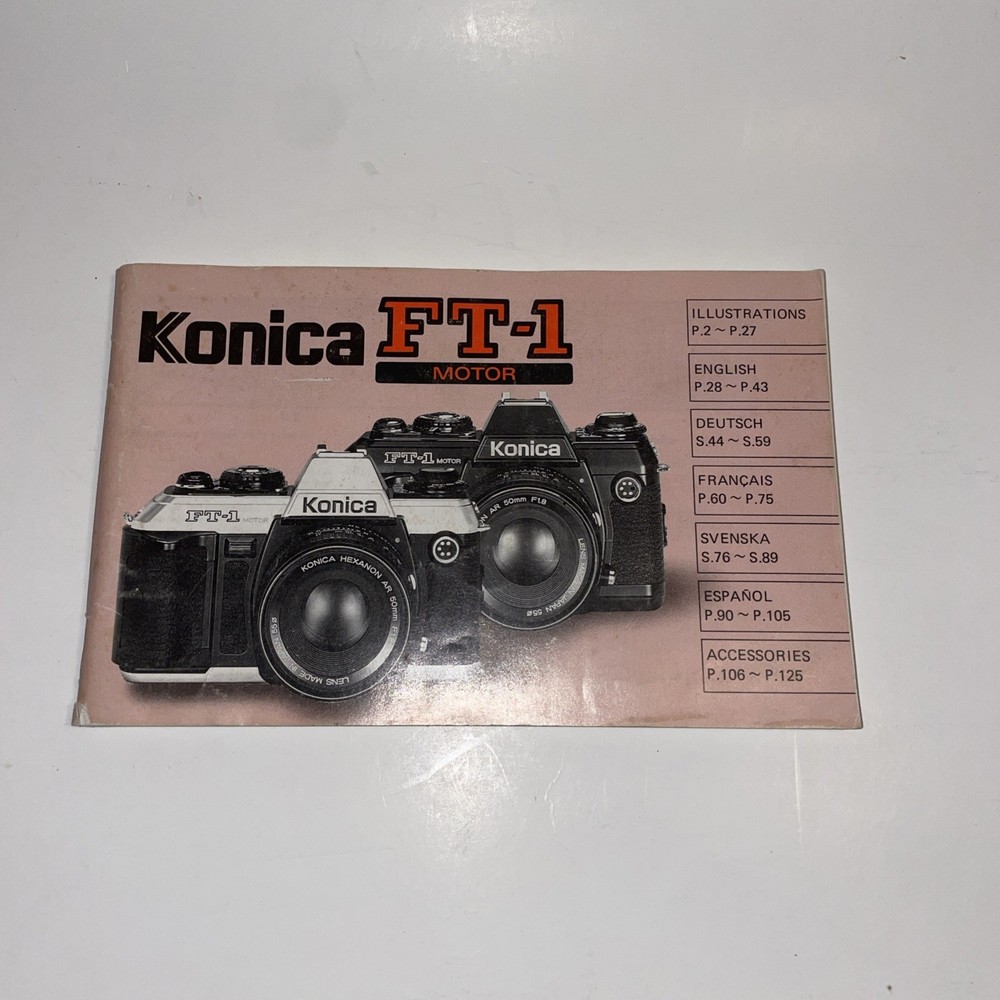 Konica FT-1
MOTOR
ILLUSTRATIONS
P.2 ~ P.27
ENGLISH
P.28 ~ P.43
DEUTSCH
S.44 ~ S.59
FRANÇAIS
P.60 ~ P.75
SVENSKA
S.76 ~ S.89
ESPAÑOL
P.90 ~ P.105
ACCESSORIES
P.106 ~ P.125
Konica
FT-1 MOTOR
AR 50mm F1.8
JAPAN 55ø
Konica
FT-1 MOTOR
KONICA HEXANON AR 50mm
LENS MADE 55ø